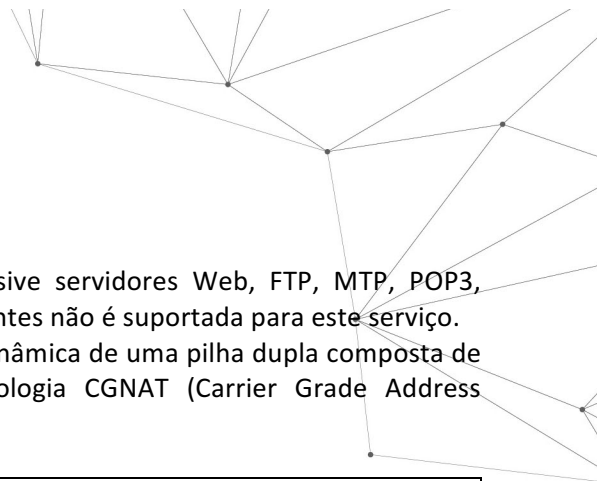 sive servidores Web, FTP, MTP, POP3,
ntes não é suportada para este serviço.
nâmica de uma pilha dupla composta de
ologia CGNAT (Carrier Grade Address